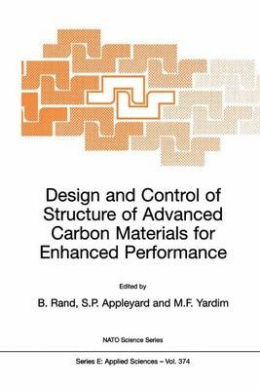 Design and Control of
Structure of Advanced
Carbon Materials for
Enhanced Performance
Edited by
B. Rand, S.P. Appleyard and M.F. Yardim
NATO Science Series
Series E: Applied Sciences – Vol. 374